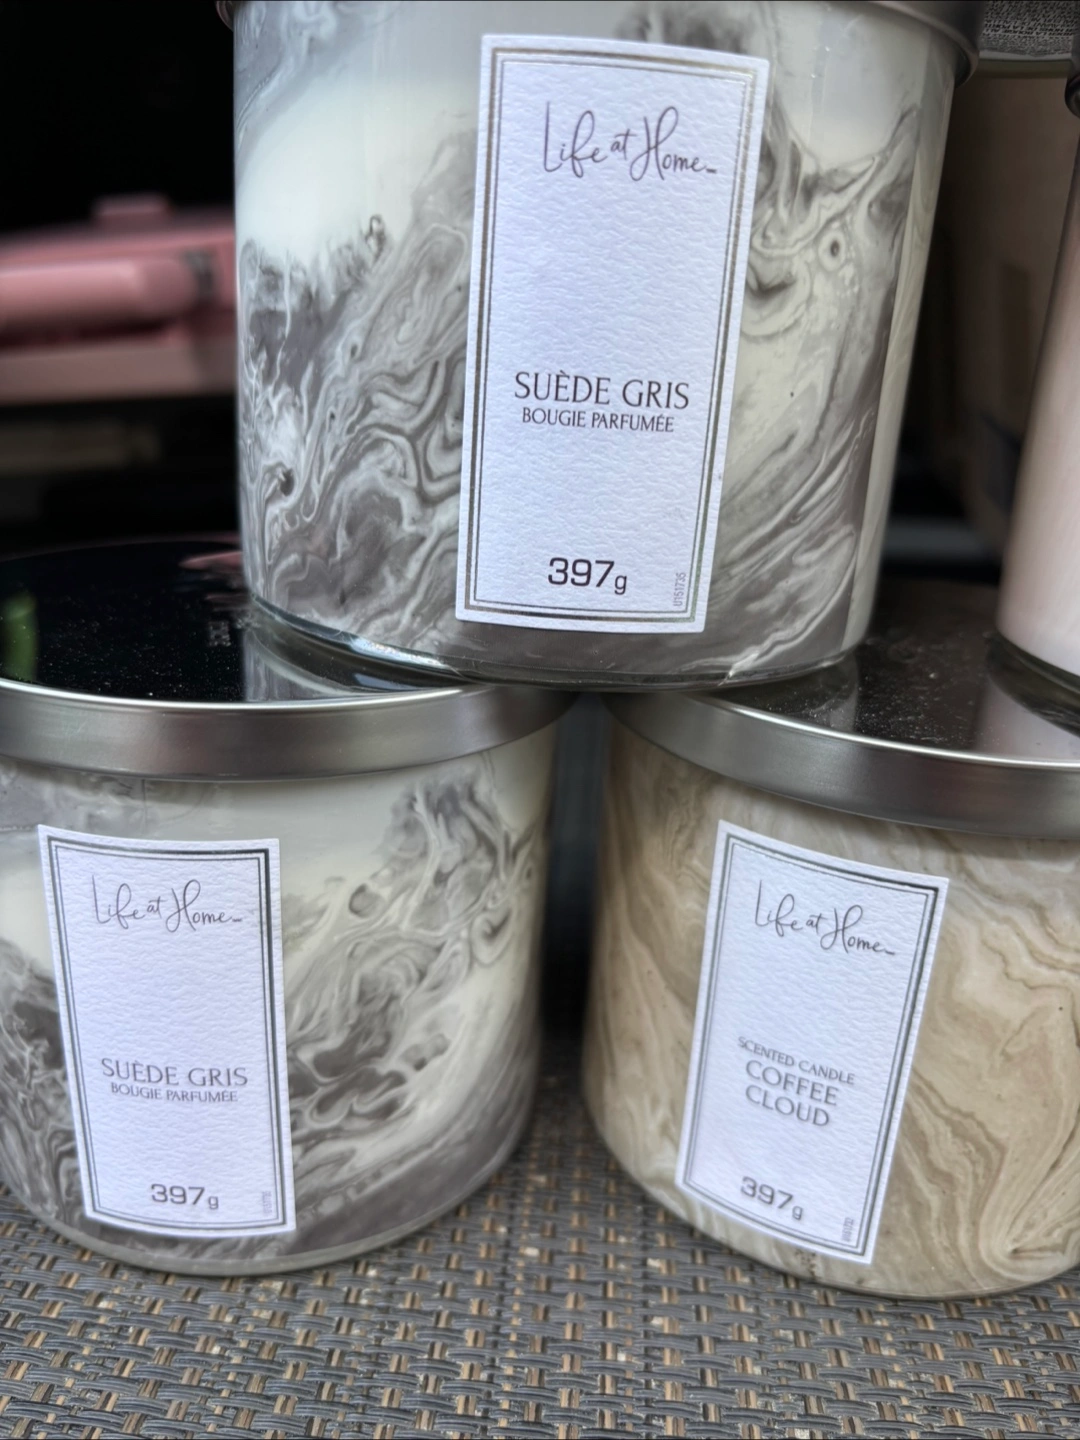 Life at Home
SUÈDE GRIS
BOUGIE PARFUMÉE
397g
Life at Home
SUÈDE GRIS
BOUGIE PARFUMÉE
397g
Life at Home
SCENTED CANDLE
COFFEE
CLOUD
397g